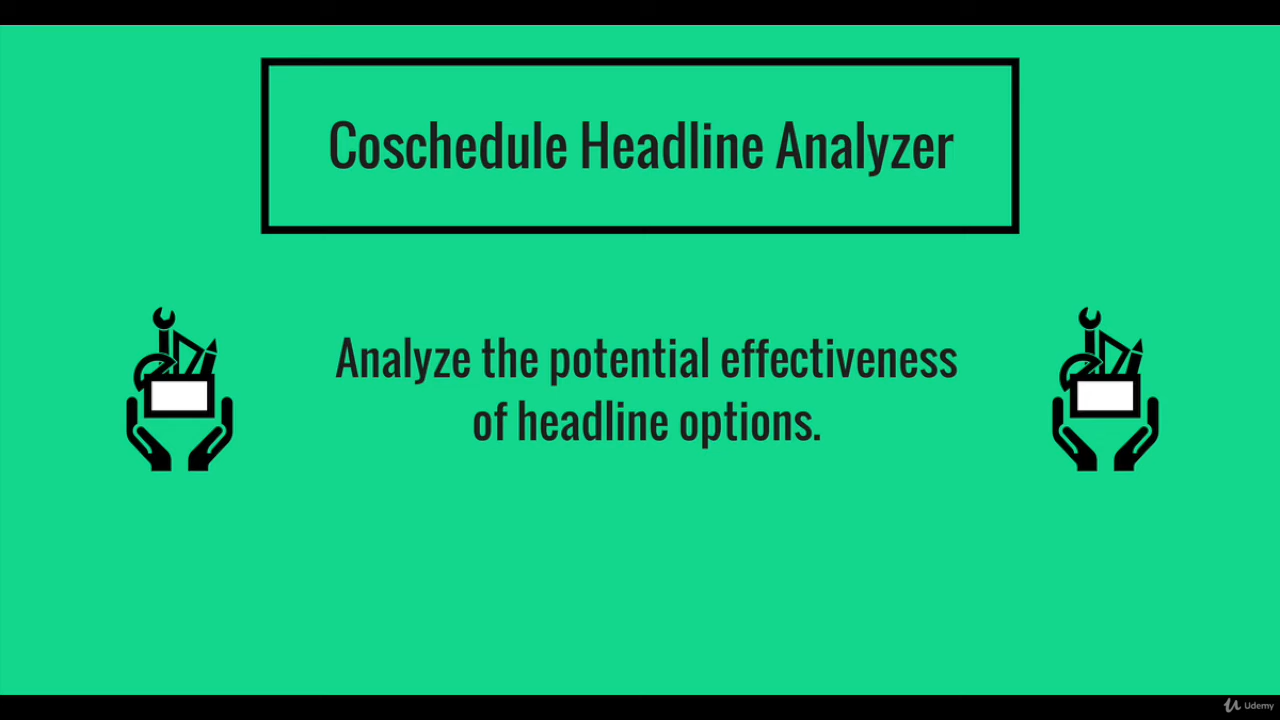 Coschedule Headline Analyzer
Analyze the potential effectiveness
of headline options.
Udemy